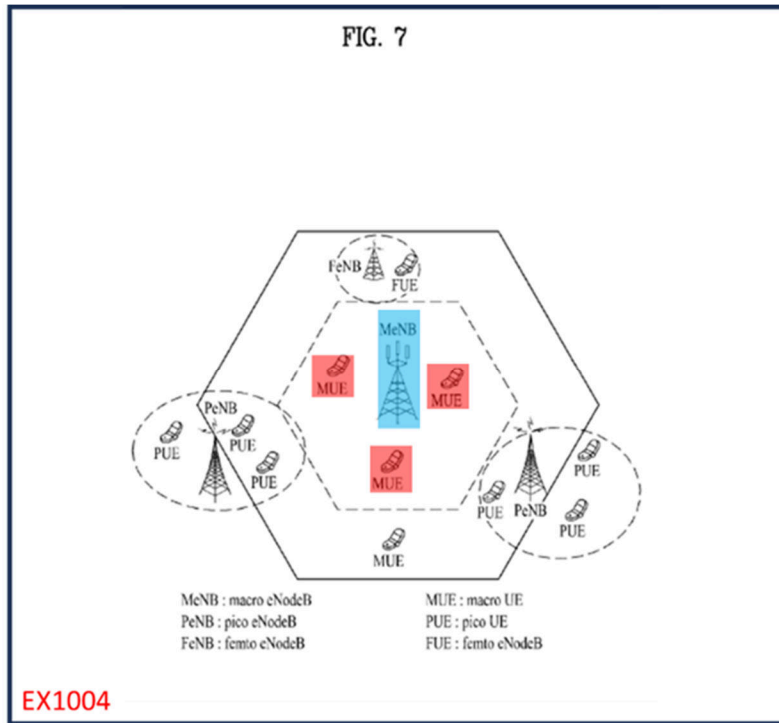 FIG. 7
FeNB
FUE
MeNB
MUE
MUE
PeNB
PUE
PUE
PUE
MUE
PUE
PUE
PeNB
PUE
MUE
MeNB : macro eNodeB
PeNB : pico eNodeB
FeNB : femto eNodeB
MUE : macro UE
PUE : pico UE
FUE : femto eNodeB
EX1004